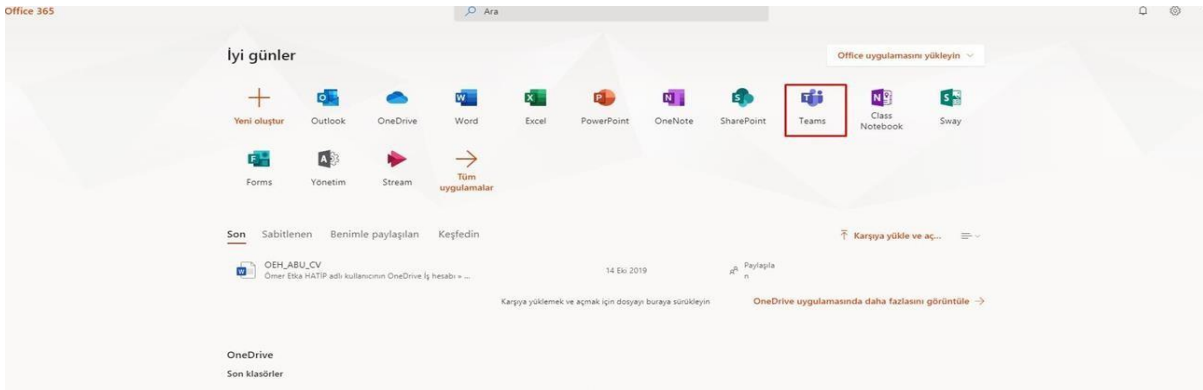 Office 365
Ara
İyi günler
Office uygulamasını yükleyin
Yeni oluştur
Outlook
OneDrive
Word
Excel
PowerPoint
OneNote
SharePoint
Teams
Class
Notebook
Sway
Forms
Yönetim
Stream
Tüm
uygulamalar
Son Sabitlenen Benimle paylaşılan Keşfedin
Karşıya yükle ve aç...
OEH_ABU_CV
Ömer Etka HATİP adlı kullanıcının OneDrive İş hesabı » ...
14 Eki 2019
Paylaşıla
n
Karşıya yüklemek ve açmak için dosyayı buraya sürükleyin
OneDrive uygulamasında daha fazlasını görüntüle
OneDrive
Son klasörler